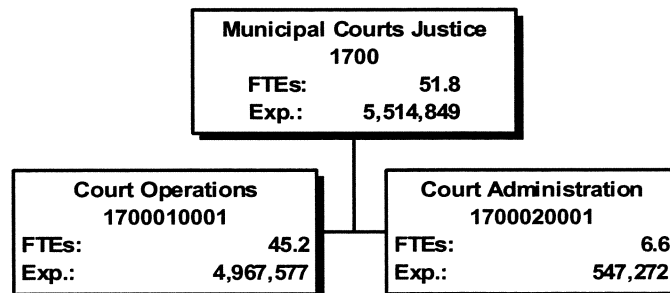 Municipal Courts Justice
1700
FTEs: 51.8
Exp.: 5,514,849
Court Operations
1700010001
FTEs: 45.2
Exp.: 4,967,577
Court Administration
1700020001
FTEs: 6.6
Exp.: 547,272